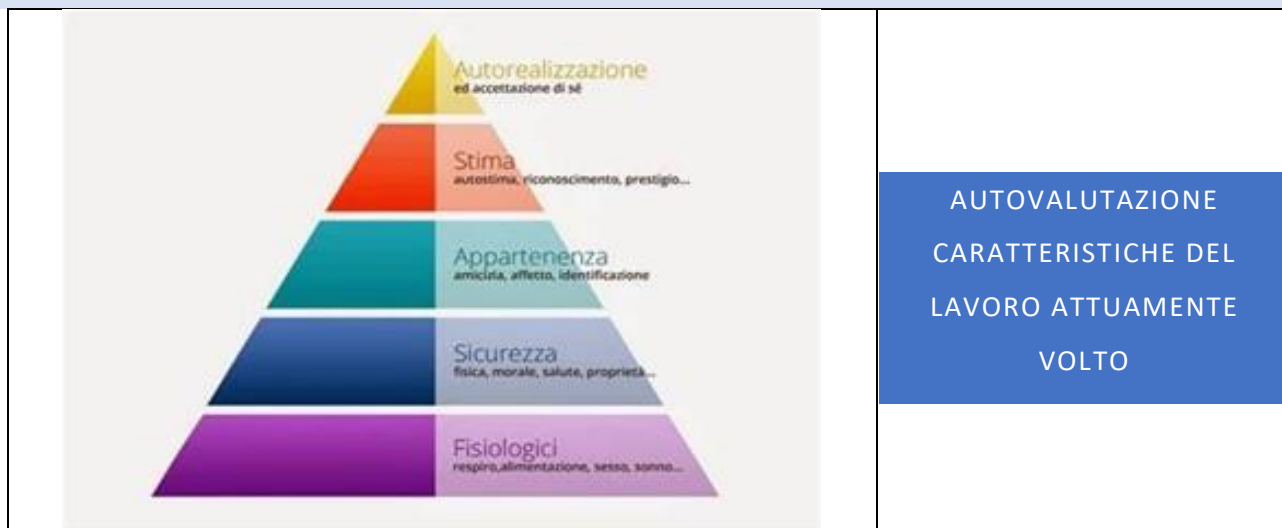 Autorealizzazione
ed accettazione di sé
Stima
autostima, riconoscimento, prestigio...
Appartenenza
amicizia, affetto, identificazione
Sicurezza
fisica, morale, salute, proprietà...
Fisiologici
respiro,alimentazione, sesso, sonno...
AUTOVALUTAZIONE
CARATTERISTICHE DEL
LAVORO ATTUAMENTE
VOLTO